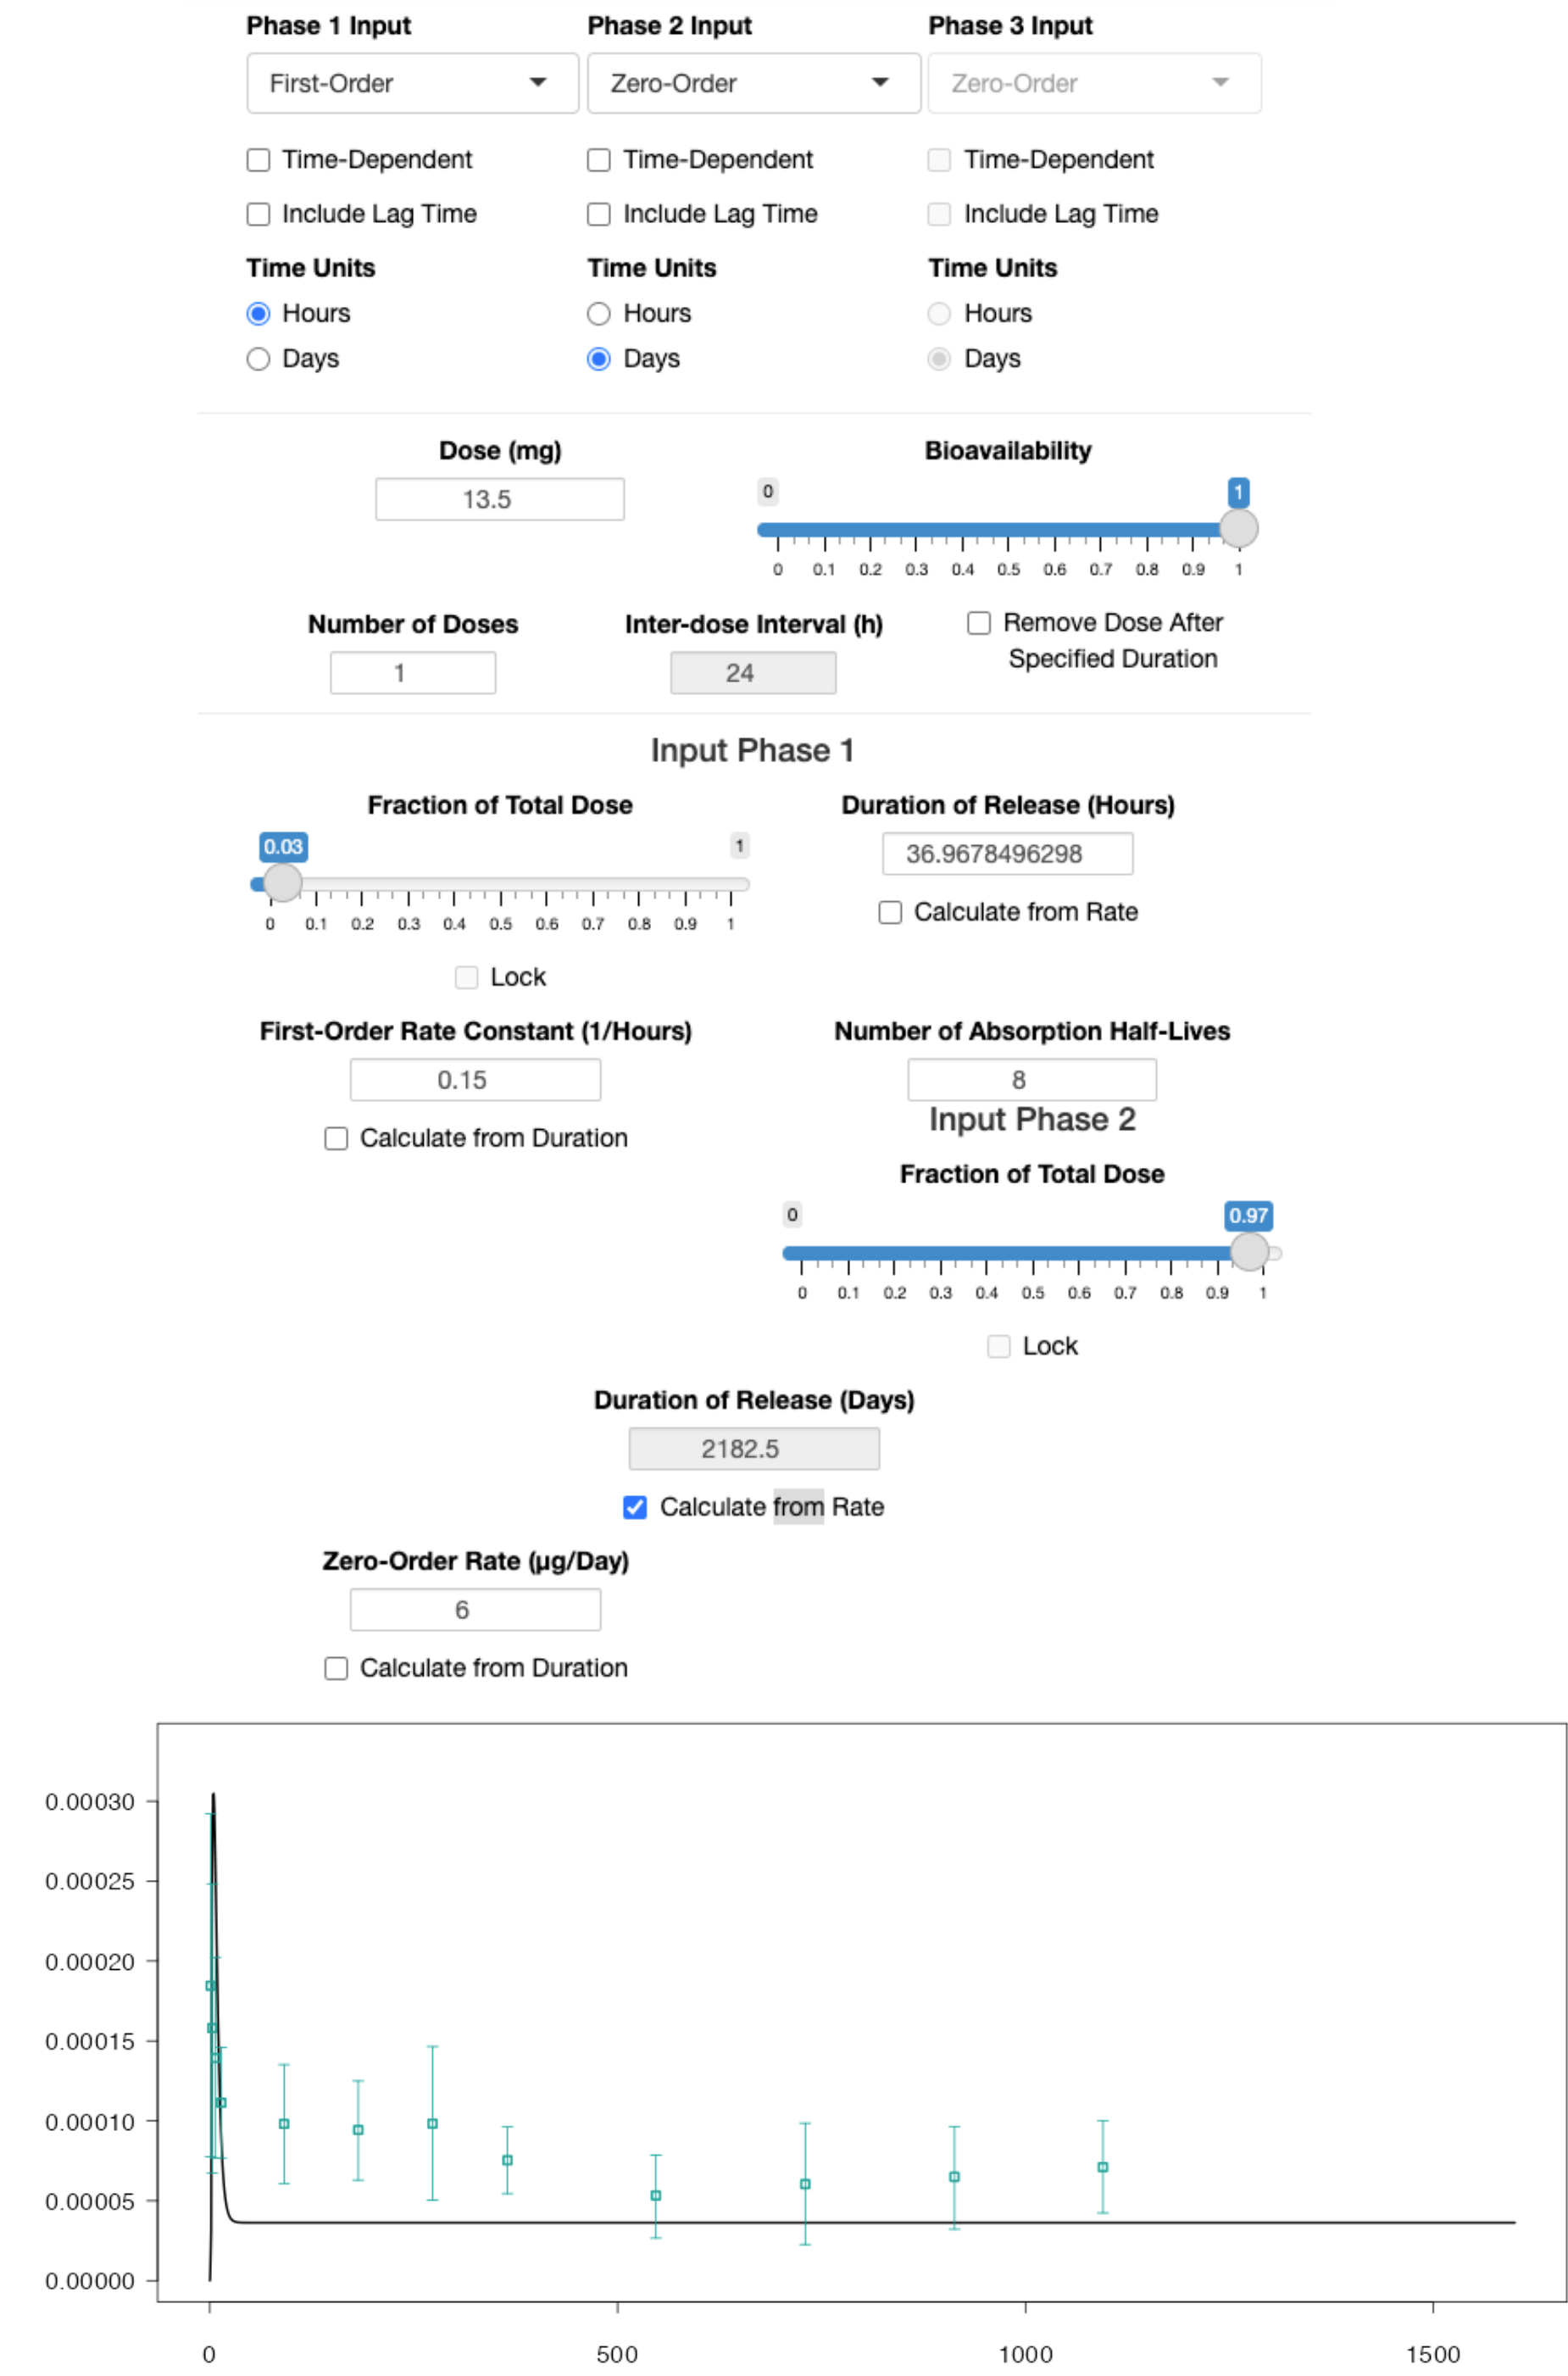 Phase 1 Input Phase 2 Input Phase 3 Input
First-Order Zero-Order Zero-Order
Time-Dependent Time-Dependent Time-Dependent
Include Lag Time Include Lag Time Include Lag Time
Time Units Time Units Time Units
Hours Hours Hours
Days Days Days
Dose (mg) Bioavailability
13.5
0 1
0 0.1 0.2 0.3 0.4 0.5 0.6 0.7 0.8 0.9 1
Number of Doses Inter-dose Interval (h) Remove Dose After
Specified Duration
1 24
Input Phase 1
Fraction of Total Dose Duration of Release (Hours)
0.03 1 36.9678496298
0 0.1 0.2 0.3 0.4 0.5 0.6 0.7 0.8 0.9 1 Calculate from Rate
Lock
First-Order Rate Constant (1/Hours) Number of Absorption Half-Lives
0.15 8
Input Phase 2
Calculate from Duration
Fraction of Total Dose
0 0.97
0 0.1 0.2 0.3 0.4 0.5 0.6 0.7 0.8 0.9 1
Lock
Duration of Release (Days)
2182.5
Calculate from Rate
Zero-Order Rate (µg/Day)
6
Calculate from Duration
0.00030
0.00025
0.00020
0.00015
0.00010
0.00005
0.00000
0 500 1000 1500